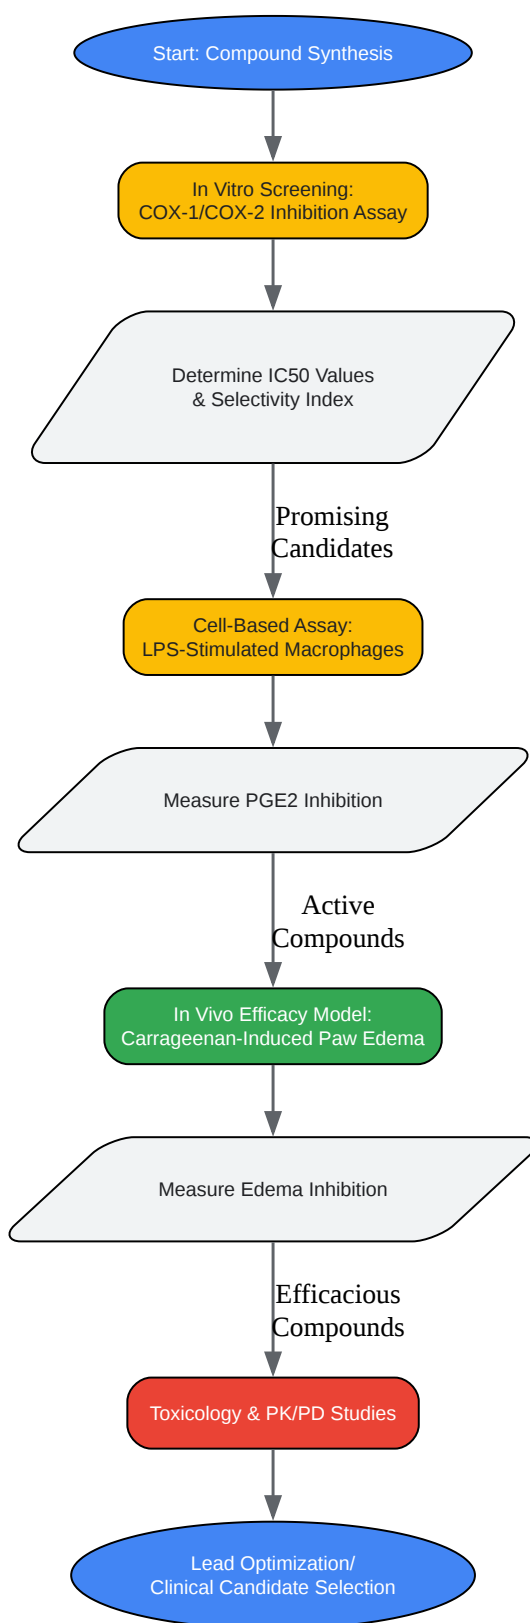 Start: Compound Synthesis
In Vitro Screening:
COX-1/COX-2 Inhibition Assay
Determine IC50 Values
& Selectivity Index
Promising
Candidates
Cell-Based Assay:
LPS-Stimulated Macrophages
Measure PGE2 Inhibition
Active
Compounds
In Vivo Efficacy Model:
Carrageenan-Induced Paw Edema
Measure Edema Inhibition
Efficacious
Compounds
Toxicology & PK/PD Studies
Lead Optimization/
Clinical Candidate Selection